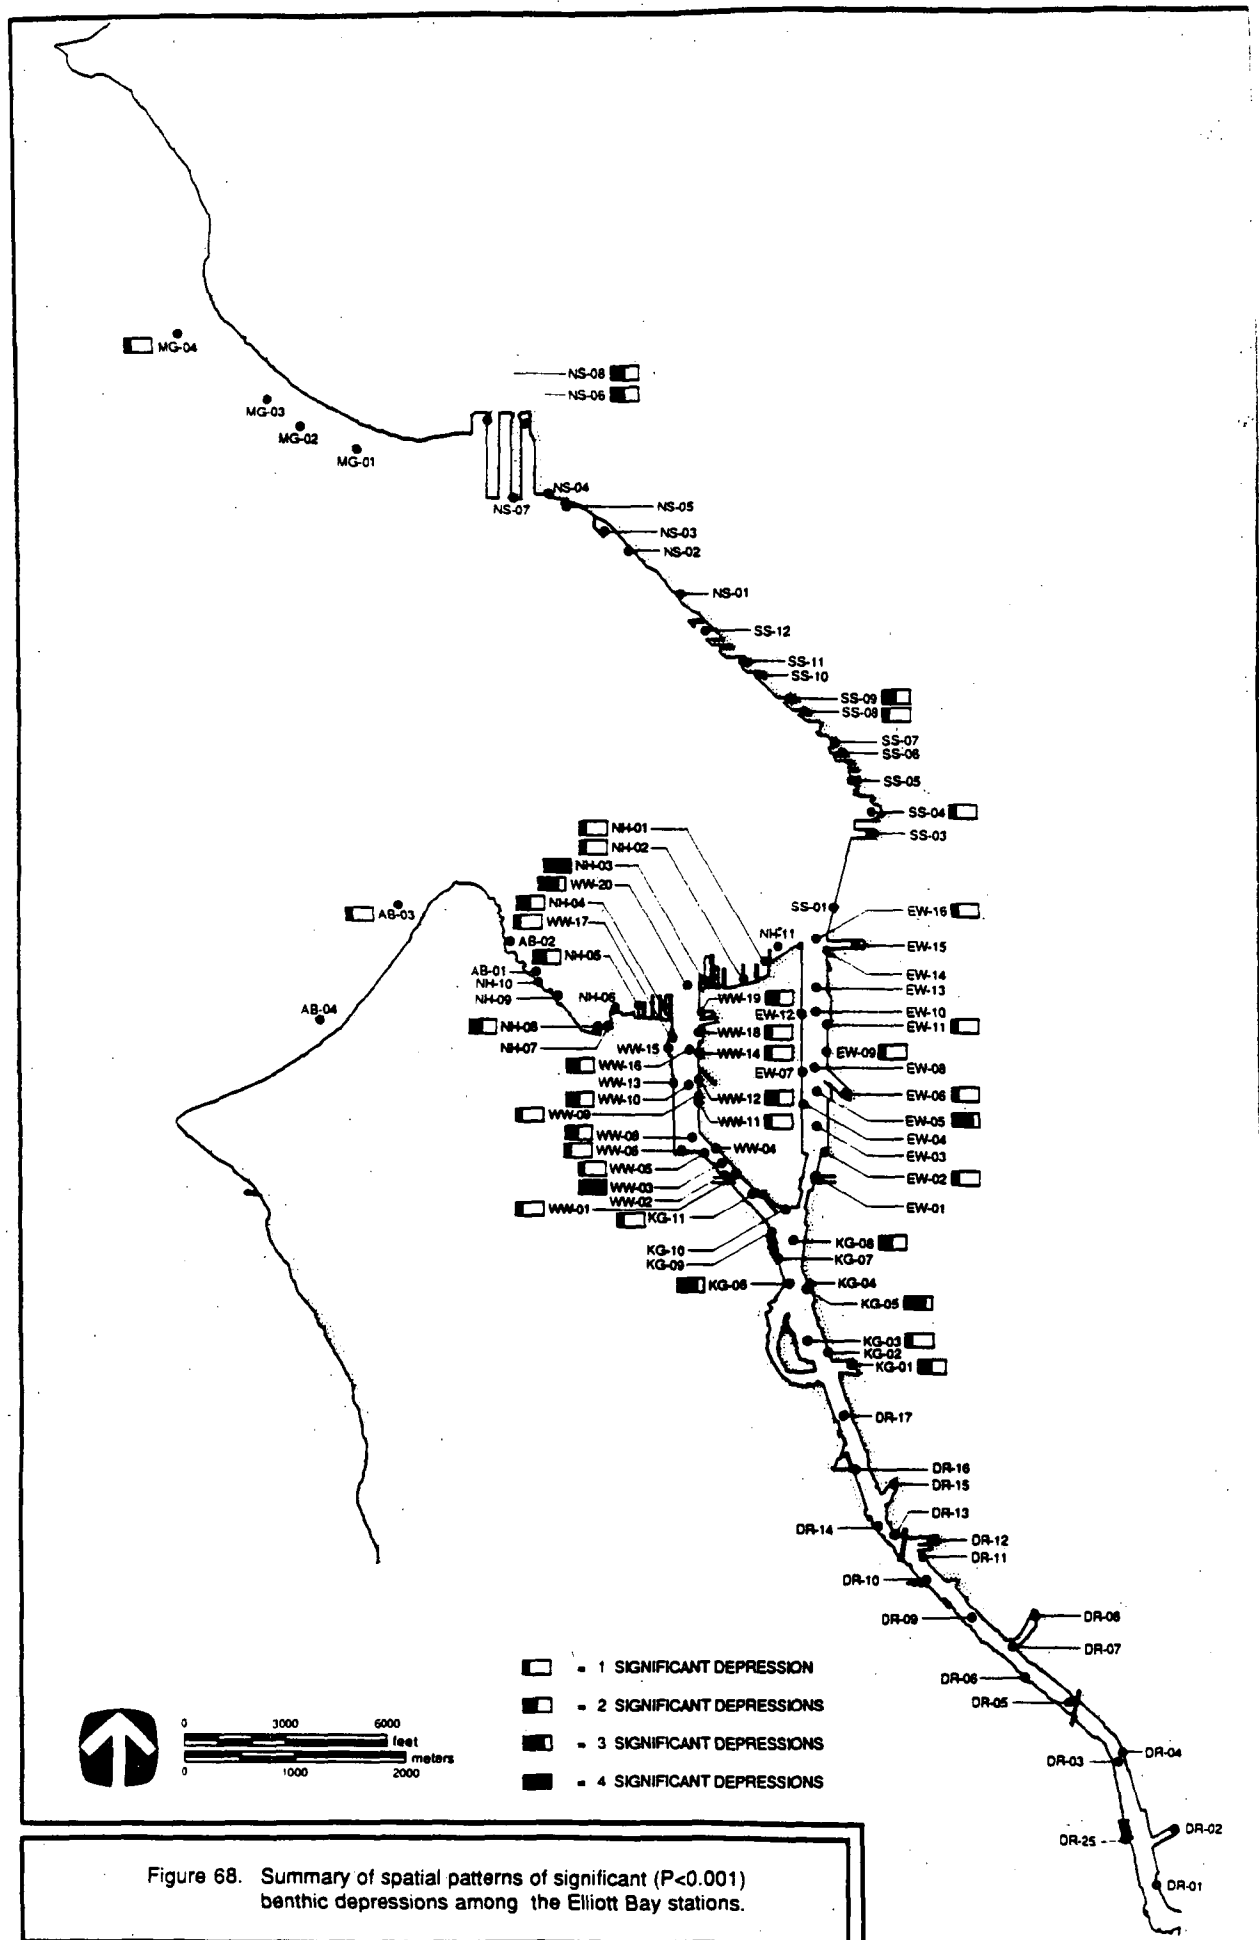 MG-04
MG-03
MG-02
MG-01
NS-08
NS-06
NS-04
NS-07
NS-05
NS-03
NS-02
NS-01
SS-12
SS-11
SS-10
SS-09
SS-08
SS-07
SS-06
SS-05
SS-04
SS-03
NH-01
NH-02
NH-03
WW-20
NH-04
WW-17
NH-05
AB-03
AB-02
AB-01
NH-10
NH-09
AB-04
NH-08
NH-07
NH-06
SS-01
NH-11
EW-16
EW-15
EW-14
EW-13
EW-10
EW-11
EW-12
EW-09
EW-08
EW-07
EW-06
EW-05
EW-04
EW-03
EW-02
EW-01
WW-19
WW-18
WW-14
WW-12
WW-11
WW-15
WW-16
WW-13
WW-10
WW-09
WW-08
WW-06
WW-04
WW-05
WW-03
WW-02
WW-01
KG-11
KG-10
KG-09
KG-08
KG-07
KG-06
KG-04
KG-05
KG-03
KG-02
KG-01
DR-17
DR-16
DR-15
DR-13
DR-14
DR-12
DR-11
DR-10
DR-09
DR-08
DR-07
DR-06
DR-05
DR-04
DR-03
DR-02
DR-25
DR-01
= 1 SIGNIFICANT DEPRESSION
= 2 SIGNIFICANT DEPRESSIONS
= 3 SIGNIFICANT DEPRESSIONS
= 4 SIGNIFICANT DEPRESSIONS
0 3000 6000
feet
meters
0 1000 2000
Figure 68. Summary of spatial patterns of significant (P<0.001)
benthic depressions among the Elliott Bay stations.